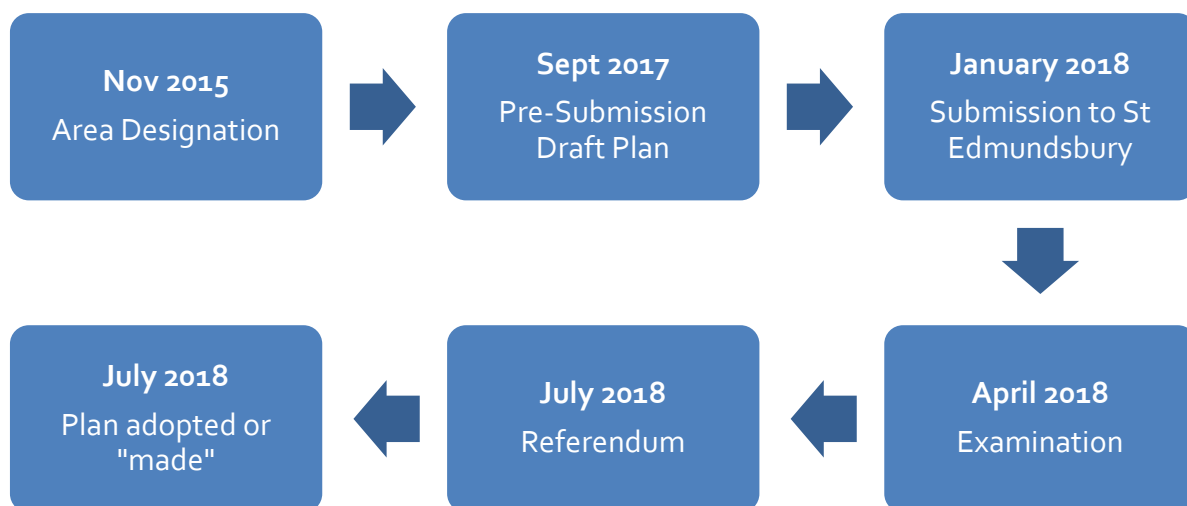 Nov 2015
Area Designation
Sept 2017
Pre-Submission
Draft Plan
January 2018
Submission to St
Edmundsbury
April 2018
Examination
July 2018
Referendum
July 2018
Plan adopted or
"made"